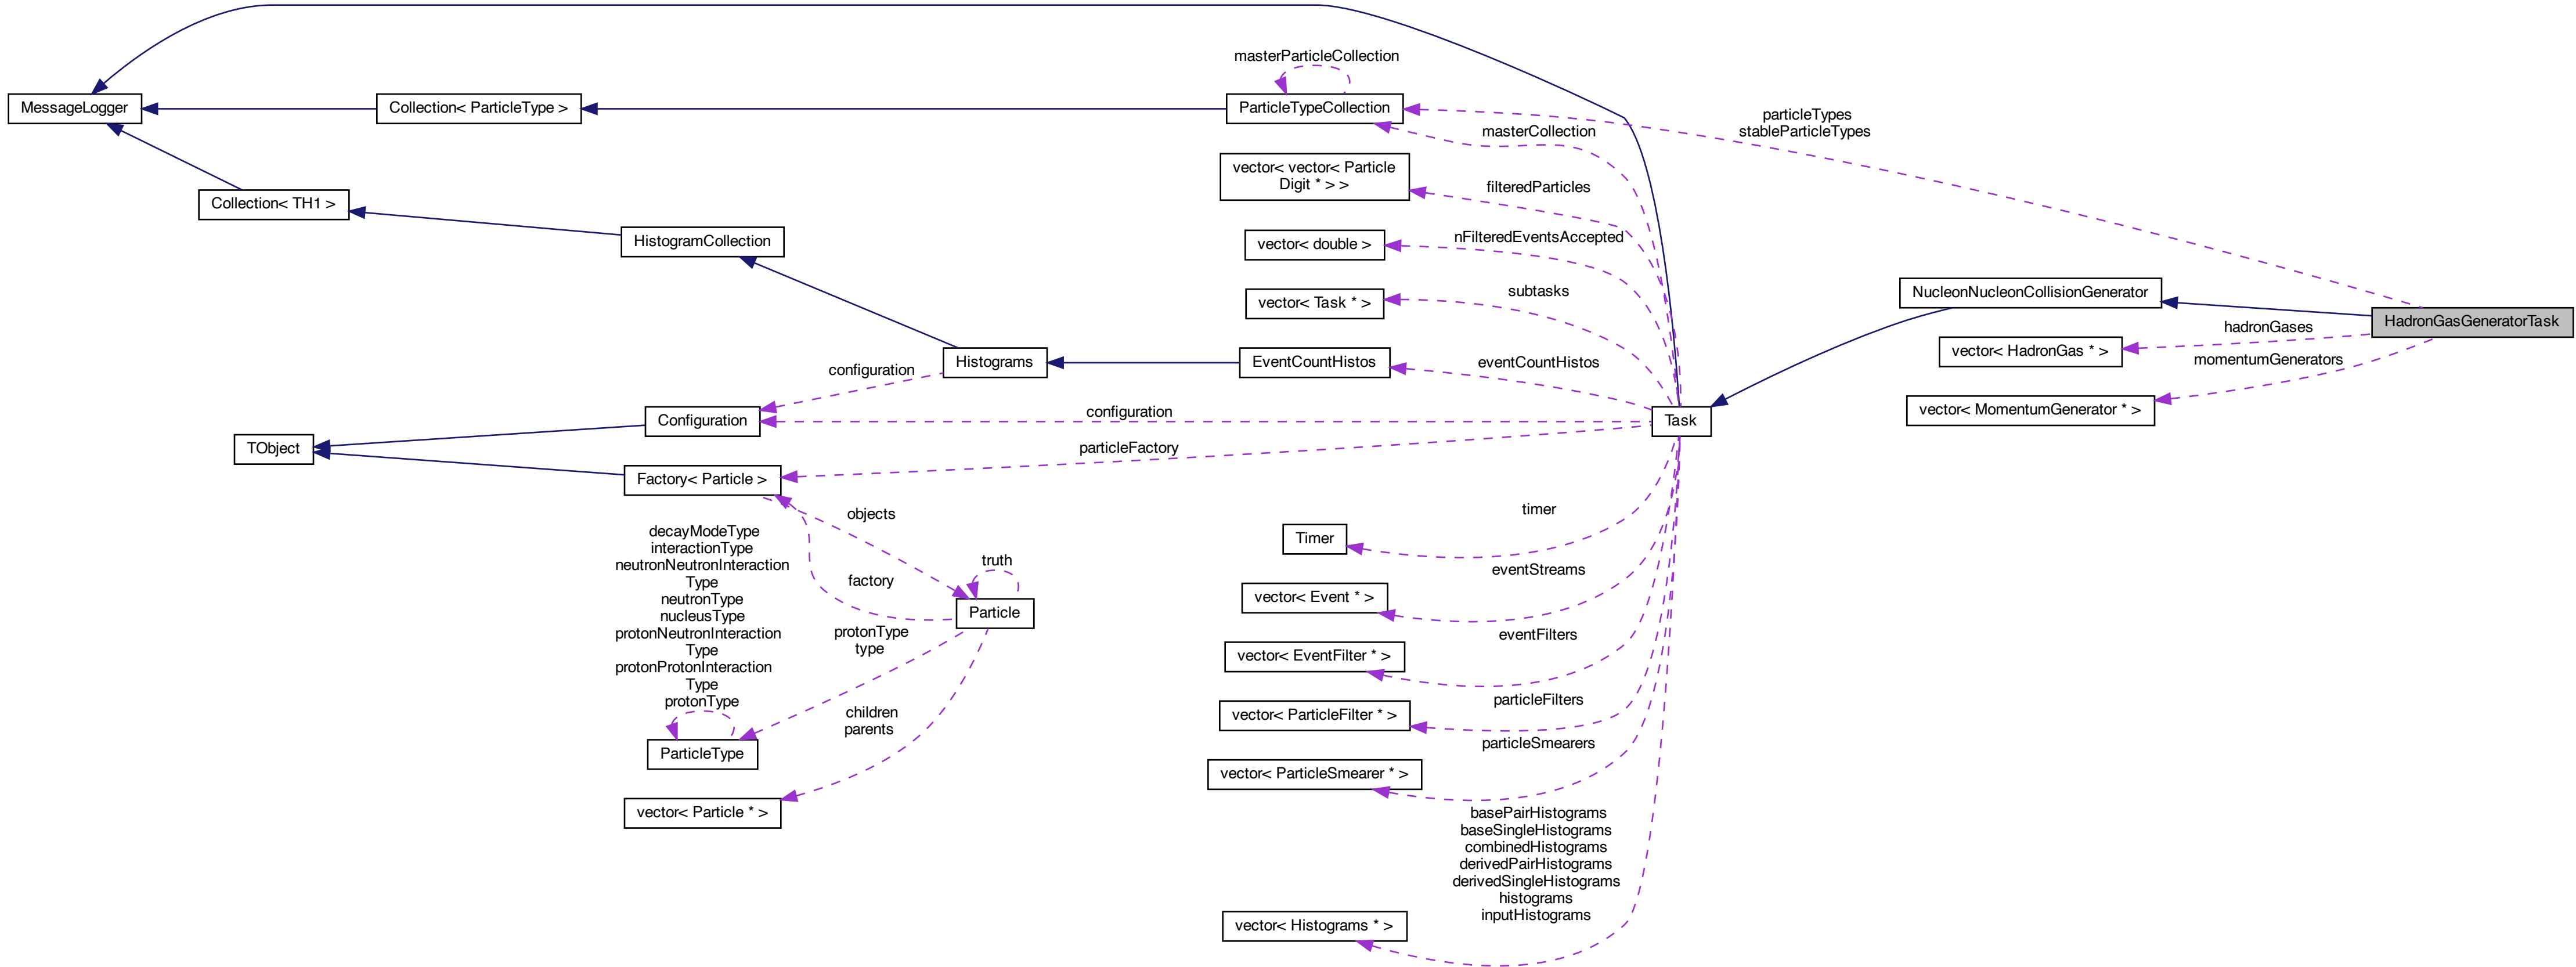 masterParticleCollection
MessageLogger
Collection< ParticleType >
ParticleTypeCollection
particleTypes
stableParticleTypes
masterCollection
vector< vector< Particle
Digit * > >
filteredParticles
Collection< TH1 >
HistogramCollection
vector< double >
nFilteredEventsAccepted
vector< Task * >
subtasks
NucleonNucleonCollisionGenerator
HadronGasGeneratorTask
hadronGases
vector< HadronGas * >
momentumGenerators
vector< MomentumGenerator * >
Histograms
EventCountHistos
eventCountHistos
configuration
Configuration
configuration
Task
TObject
particleFactory
Factory< Particle >
objects
timer
Timer
decayModeType
interactionType
neutronNeutronInteraction
Type
neutronType
nucleusType
protonNeutronInteraction
Type
protonProtonInteraction
Type
protonType
truth
factory
Particle
eventStreams
vector< Event * >
protonType
type
eventFilters
vector< EventFilter * >
particleFilters
vector< ParticleFilter * >
children
parents
ParticleType
particleSmearers
vector< ParticleSmearer * >
vector< Particle * >
basePairHistograms
baseSingleHistograms
combinedHistograms
derivedPairHistograms
derivedSingleHistograms
histograms
inputHistograms
vector< Histograms * >